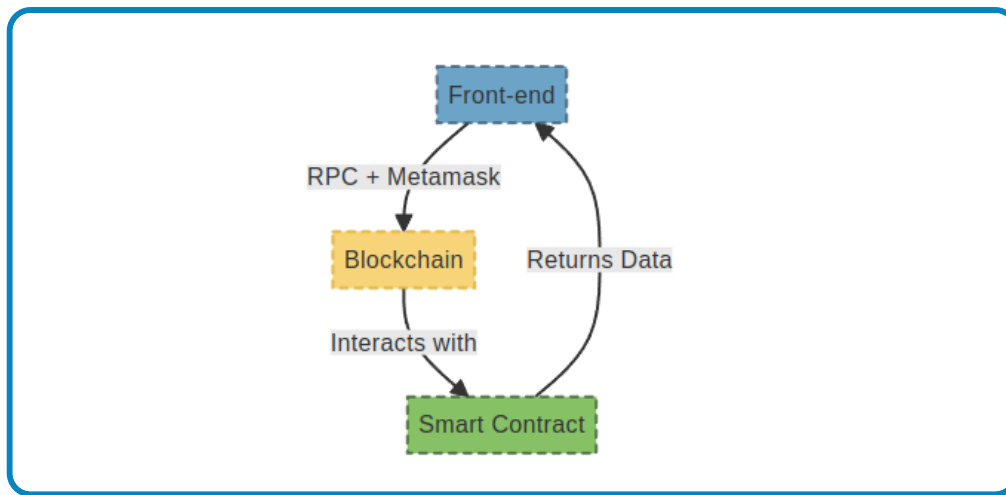 Front-end
RPC + Metamask
Blockchain
Returns Data
Interacts with
Smart Contract